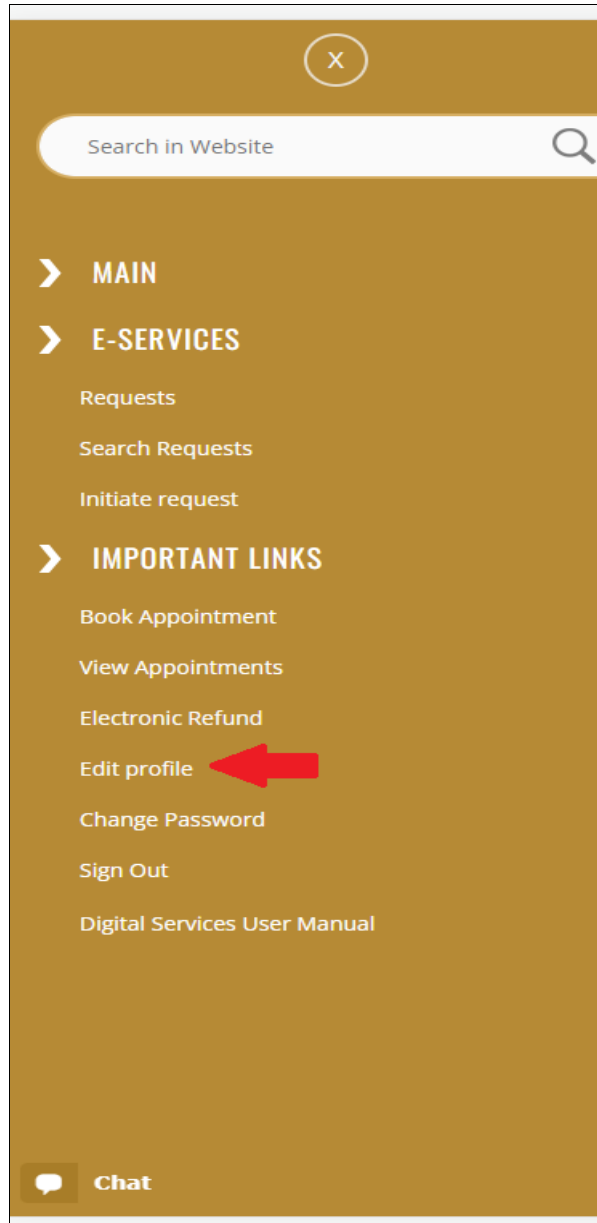 X
Search in Website
MAIN
E-SERVICES
Requests
Search Requests
Initiate request
IMPORTANT LINKS
Book Appointment
View Appointments
Electronic Refund
Edit profile
Change Password
Sign Out
Digital Services User Manual
Chat